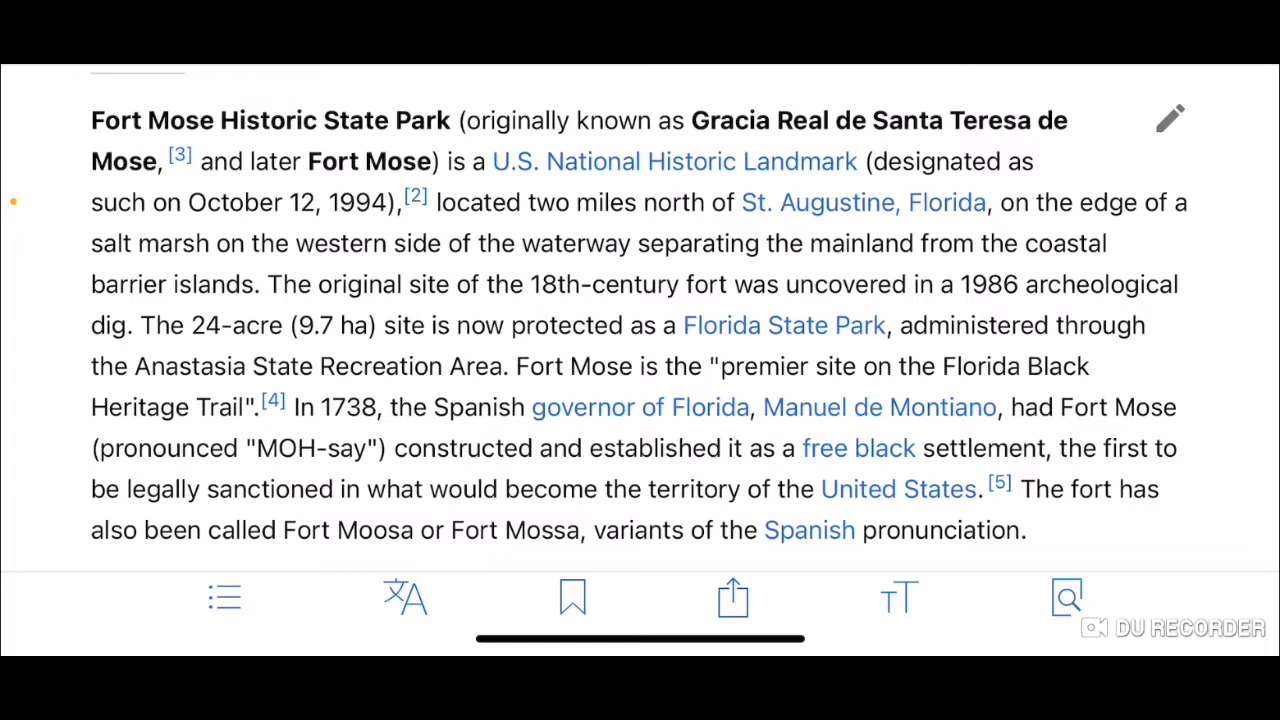 Fort Mose Historic State Park (originally known as Gracia Real de Santa Teresa de
Mose,[3] and later Fort Mose) is a U.S. National Historic Landmark (designated as
such on October 12, 1994),[2] located two miles north of St. Augustine, Florida, on the edge of a
salt marsh on the western side of the waterway separating the mainland from the coastal
barrier islands. The original site of the 18th-century fort was uncovered in a 1986 archeological
dig. The 24-acre (9.7 ha) site is now protected as a Florida State Park, administered through
the Anastasia State Recreation Area. Fort Mose is the "premier site on the Florida Black
Heritage Trail".[4] In 1738, the Spanish governor of Florida, Manuel de Montiano, had Fort Mose
(pronounced "MOH-say") constructed and established it as a free black settlement, the first to
be legally sanctioned in what would become the territory of the United States.[5] The fort has
also been called Fort Moosa or Fort Mossa, variants of the Spanish pronunciation.
文A
TT
DU RECORDER